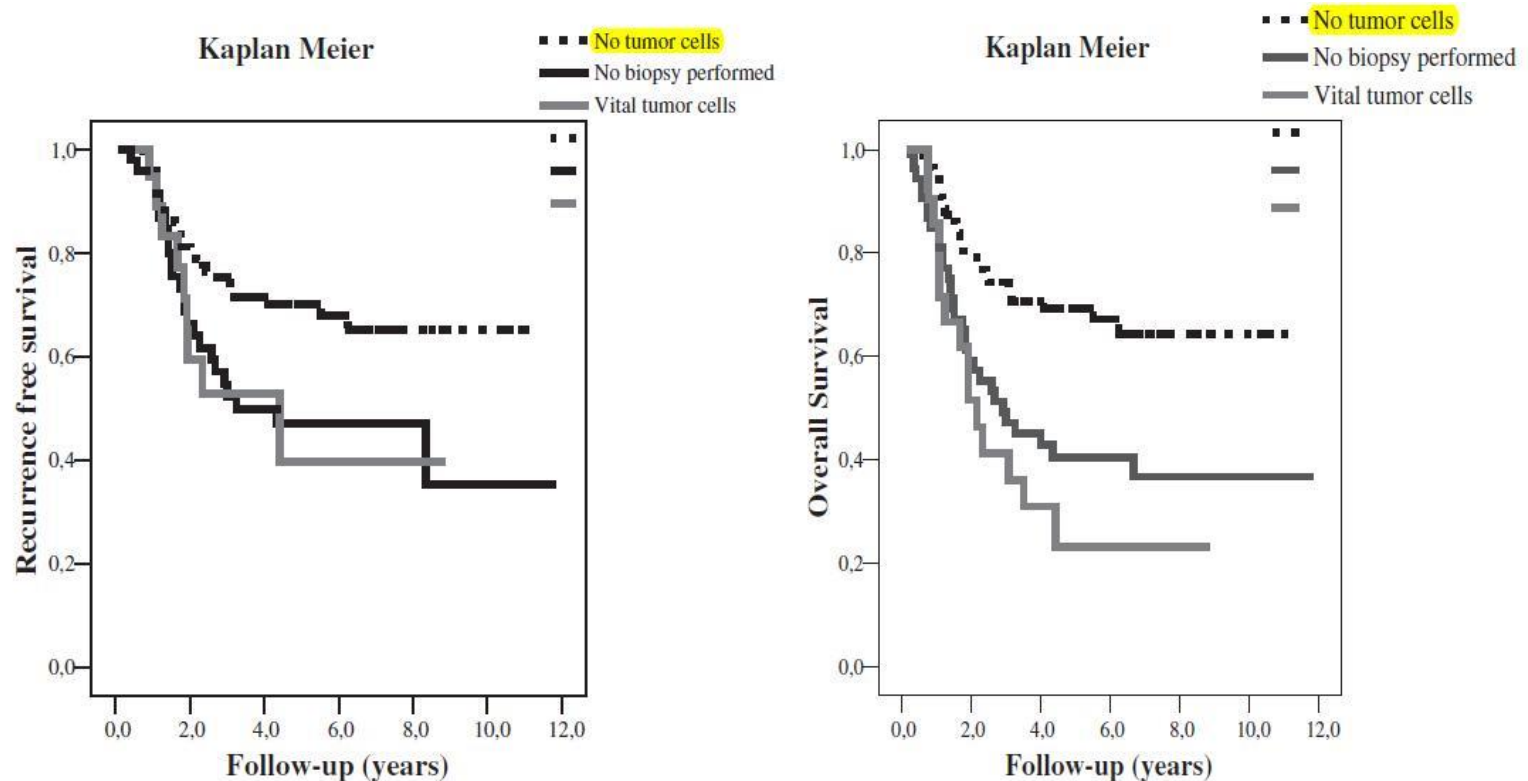 Kaplan Meier
No tumor cells
No biopsy performed
Vital tumor cells
1,0
0,8
0,6
0,4
0,2
0,0
Recurrence free survival
0,0 2,0 4,0 6,0 8,0 10,0 12,0
Follow-up (years)
Kaplan Meier
No tumor cells
No biopsy performed
Vital tumor cells
1,0
0,8
0,6
0,4
0,2
0,0
Overall Survival
0,0 2,0 4,0 6,0 8,0 10,0 12,0
Follow-up (years)